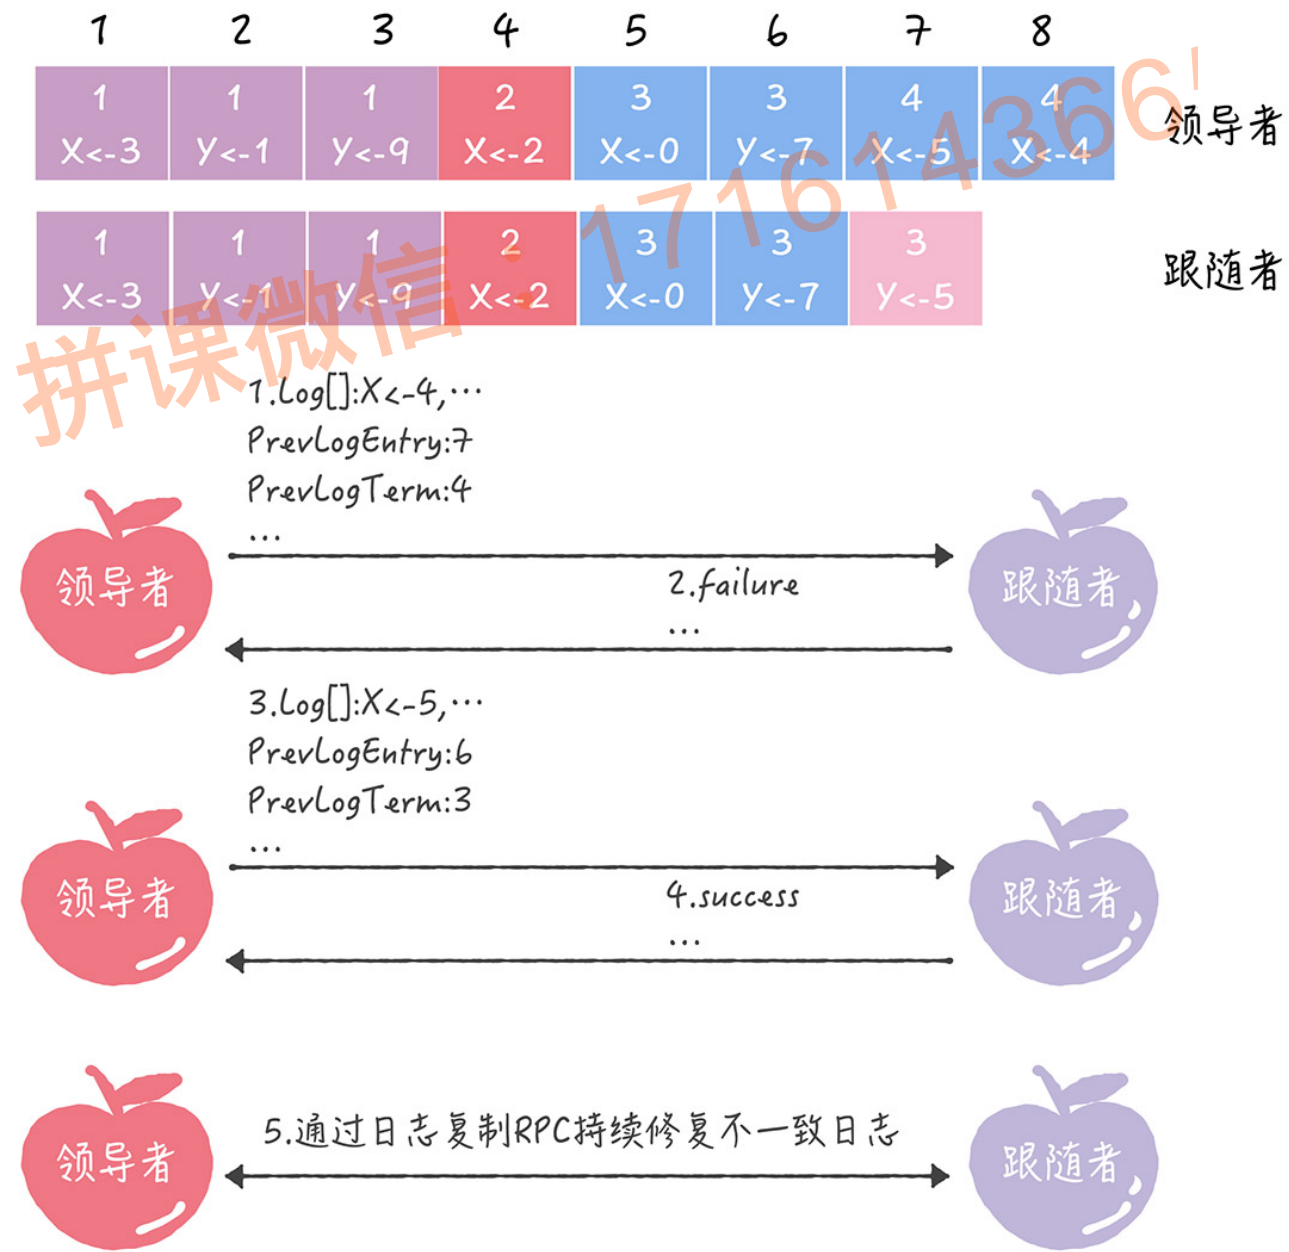 1 2 3 4 5 6 7 8
1 1 1 2 3 3 4 4
X<-3 Y<-1 Y<-9 X<-2 X<-0 Y<-7 X<-5 X<-4
领导者
1 1 1 2 3 3 3
X<-3 Y<-1 Y<-9 X<-2 X<-0 Y<-7 Y<-5
跟随者
拼课微信：171614366
1.Log[]:X<-4,…
PrevLogEntry:7
PrevLogTerm:4
…
领导者
2.failure
…
跟随者
3.Log[]:X<-5,…
PrevLogEntry:6
PrevLogTerm:3
…
领导者
4.success
…
跟随者
领导者
5.通过日志复制RPC持续修复不一致日志
跟随者